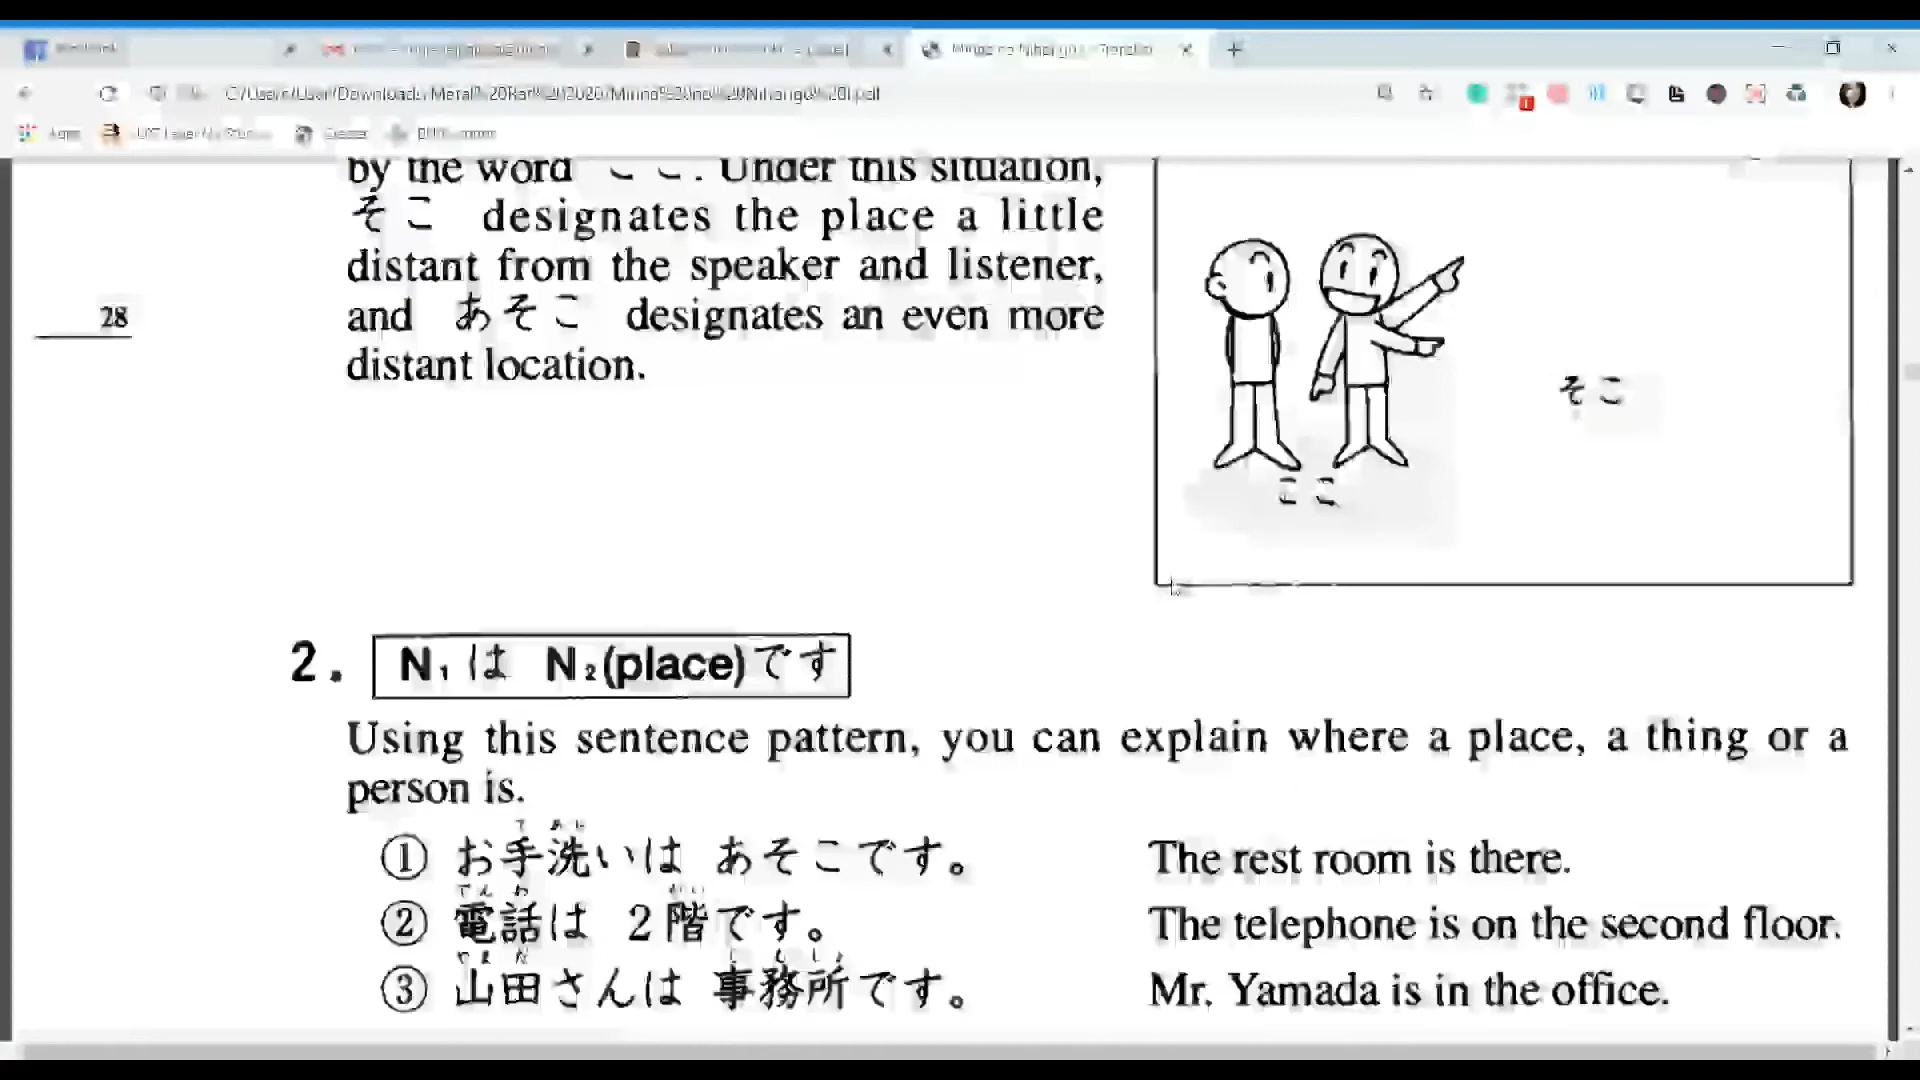 by the word ここ. Under this situation,
そこ designates the place a little
distant from the speaker and listener,
and あそこ designates an even more
distant location.
28
そこ
ここ
2. N₁は N₂(place)です
Using this sentence pattern, you can explain where a place, a thing or a
person is.
① お手洗いは あそこです。 The rest room is there.
② 電話は 2階です。 The telephone is on the second floor.
③ 山田さんは 事務所です。 Mr. Yamada is in the office.